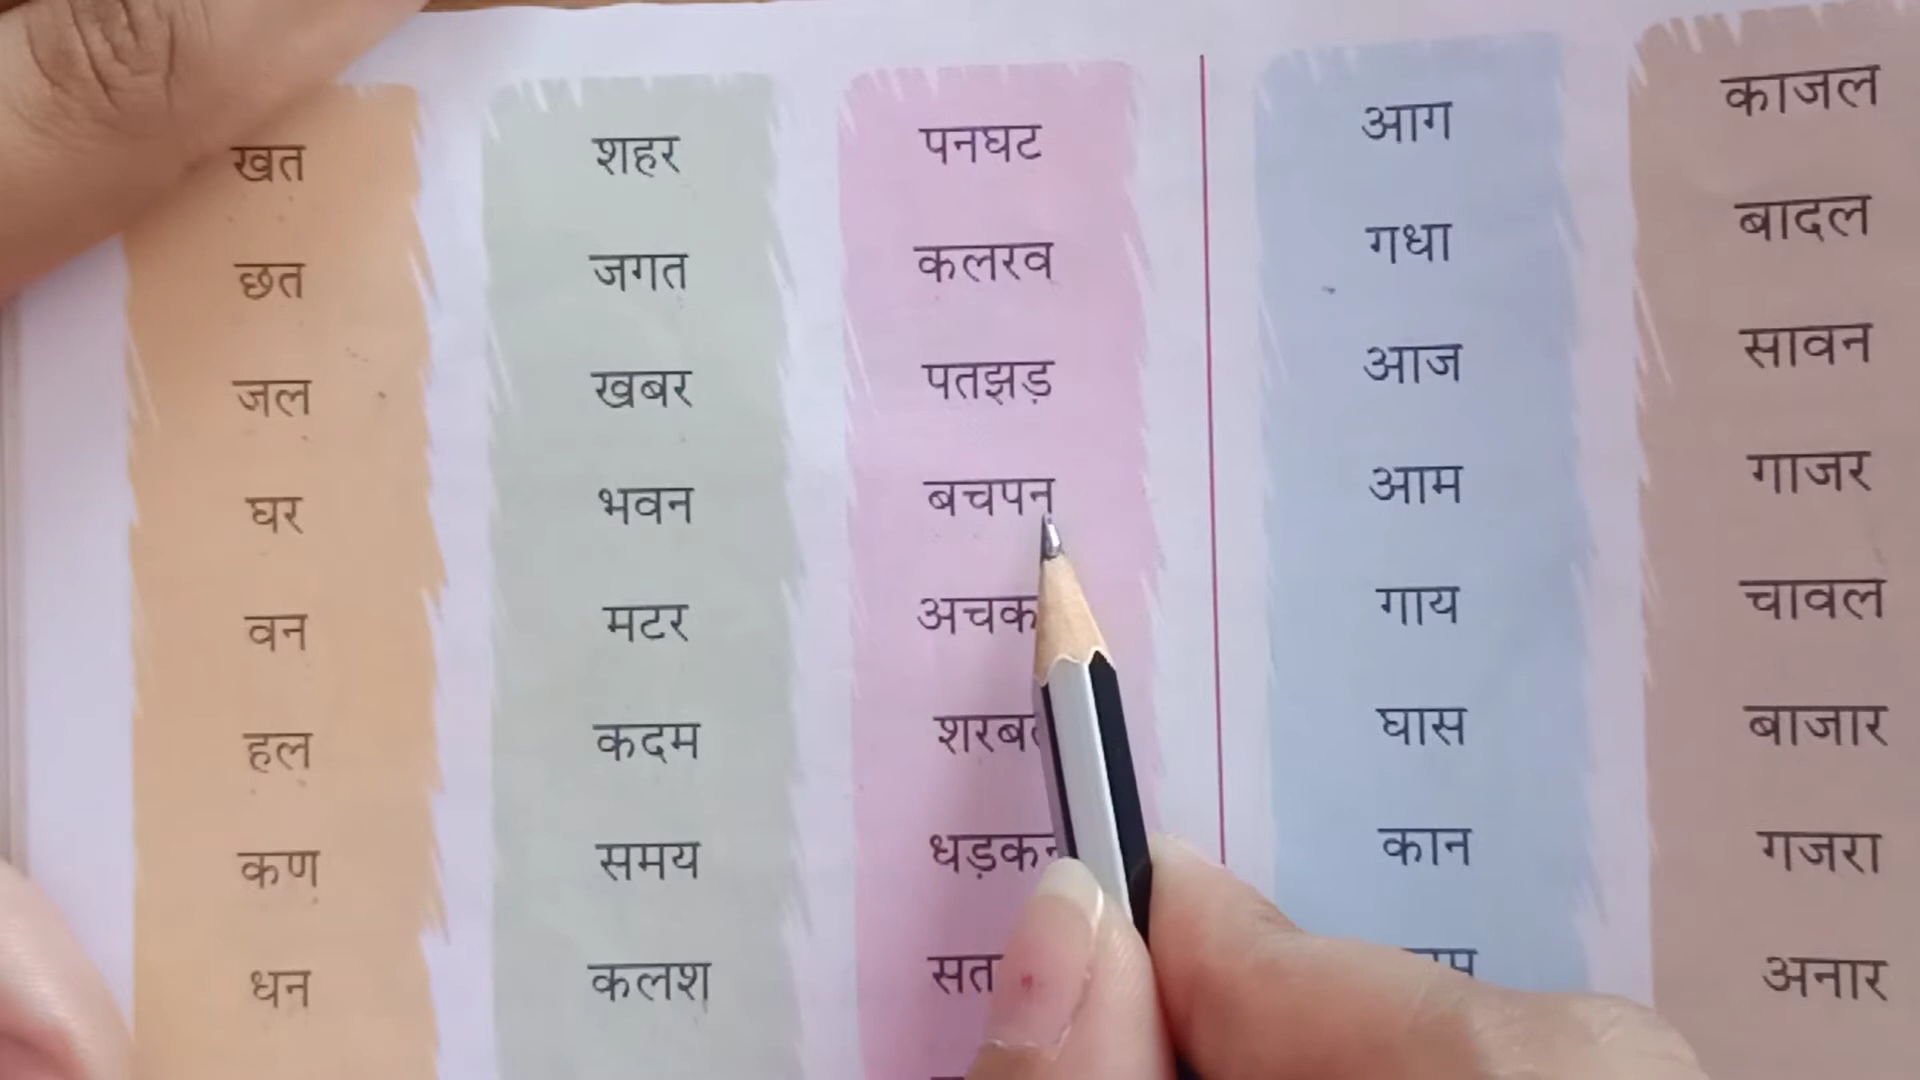 खत शहर पनघट आग काजल
छत जगत कलरव गधा बादल
जल खबर पतझड़ आज सावन
घर भवन बचपन आम गाजर
वन मटर गाय चावल
हल कदम घास बाजार
कण समय कान गजरा
धन कलश अनार